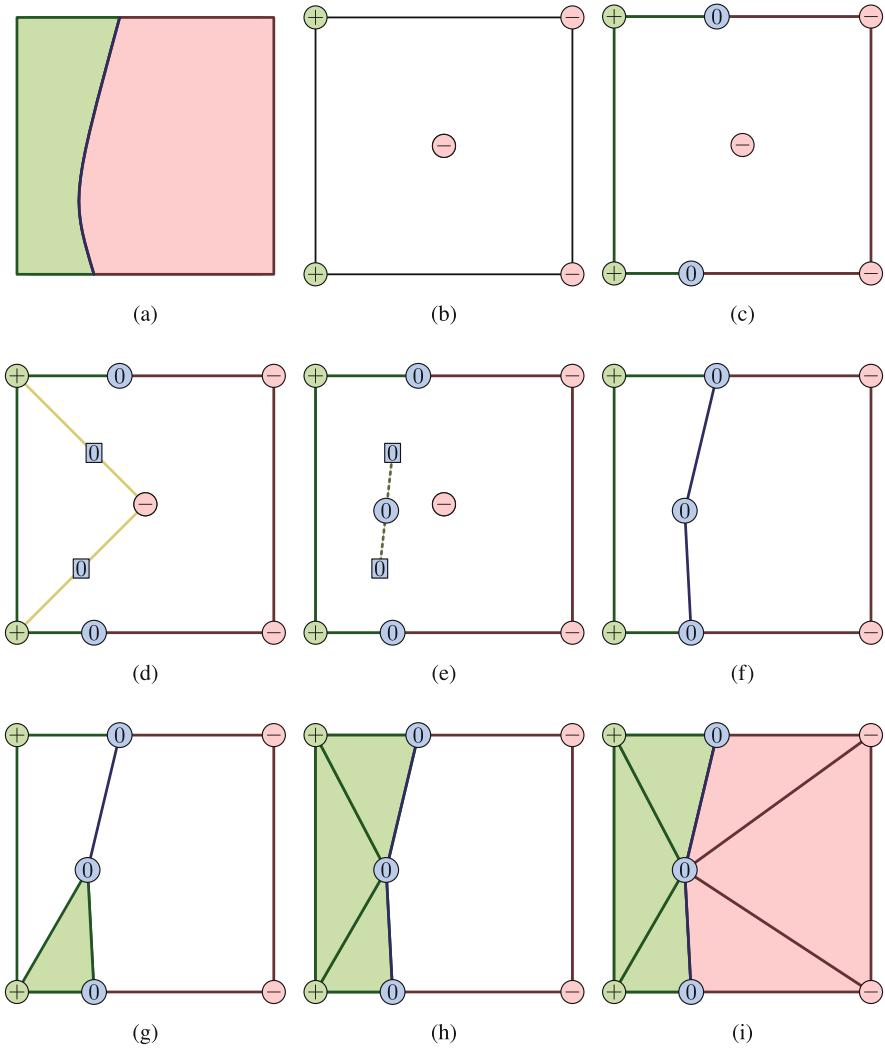 + −
−
+ −
(a) (b) (c)
+ 0 −
−
+ 0 −
+ 0 −
0
−
0
+ 0 −
+ 0 −
0
0 −
0
+ 0 −
+ 0 −
0
+ 0 −
(d) (e) (f)
+ 0 −
0
+ 0 −
+ 0 −
0
+ 0 −
+ 0 −
0
+ 0 −
(g) (h) (i)